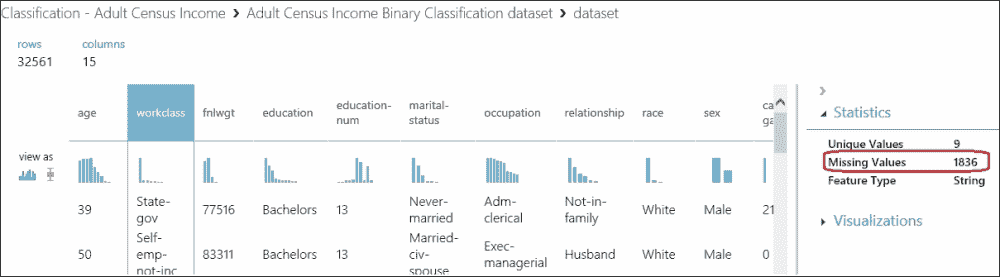 Classification - Adult Census Income › Adult Census Income Binary Classification dataset › dataset
rows columns
32561 15
age workclass fnlwgt education education-num marital-status occupation relationship race sex ca ga
view as
39 State-gov 77516 Bachelors 13 Never-married Adm-clerical Not-in-family White Male 21
50 Self-emp-not-inc 83311 Bachelors 13 Married-civ-spouse Exec-managerial Husband White Male 0
Statistics
Unique Values 9
Missing Values 1836
Feature Type String
Visualizations